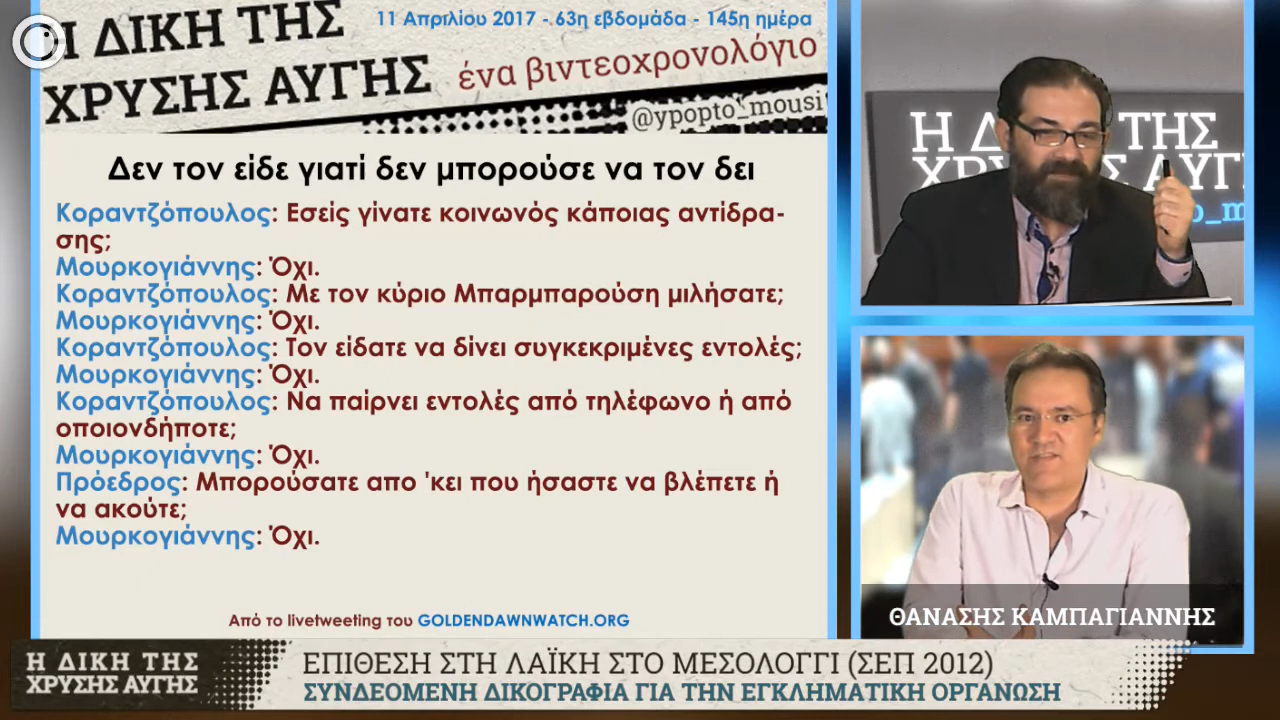 11 Απριλίου 2017 - 63η εβδομάδα - 145η ημέρα
Η ΔΙΚΗ ΤΗΣ
ΧΡΥΣΗΣ ΑΥΓΗΣ
ένα βιντεοχρονολόγιο
@ypopto_mousi
Δεν τον είδε γιατί δεν μπορούσε να τον δει
Κοραντζόπουλος: Εσείς γίνατε κοινωνός κάποιας αντίδρα-
σης;
Μουρκογιάννης: Όχι.
Κοραντζόπουλος: Με τον κύριο Μπαρμπαρούση μιλήσατε;
Μουρκογιάννης: Όχι.
Κοραντζόπουλος: Τον είδατε να δίνει συγκεκριμένες εντολές;
Μουρκογιάννης: Όχι.
Κοραντζόπουλος: Να παίρνει εντολές από τηλέφωνο ή από
οποιονδήποτε;
Μουρκογιάννης: Όχι.
Πρόεδρος: Μπορούσατε απο 'κει που ήσαστε να βλέπετε ή
να ακούτε;
Μουρκογιάννης: Όχι.
Από το livetweeting του GOLDENDAWNWATCH.ORG
ΘΑΝΑΣΗΣ ΚΑΜΠΑΓΙΑΝΝΗΣ
Η ΔΙΚΗ ΤΗΣ
ΧΡΥΣΗΣ ΑΥΓΗΣ
ΕΠΙΘΕΣΗ ΣΤΗ ΛΑΪΚΗ ΣΤΟ ΜΕΣΟΛΟΓΓΙ (ΣΕΠ 2012)
ΣΥΝΔΕΟΜΕΝΗ ΔΙΚΟΓΡΑΦΙΑ ΓΙΑ ΤΗΝ ΕΓΚΛΗΜΑΤΙΚΗ ΟΡΓΑΝΩΣΗ